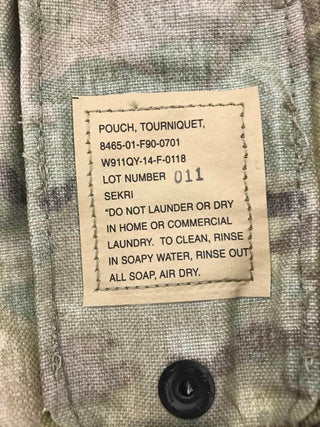 POUCH, TOURNIQUET,
8465-01-F90-0701
W911QY-14-F-0118
LOT NUMBER 011
SEKRI
"DO NOT LAUNDER OR DRY
IN HOME OR COMMERCIAL
LAUNDRY. TO CLEAN, RINSE
IN SOAPY WATER, RINSE OUT
ALL SOAP, AIR DRY.